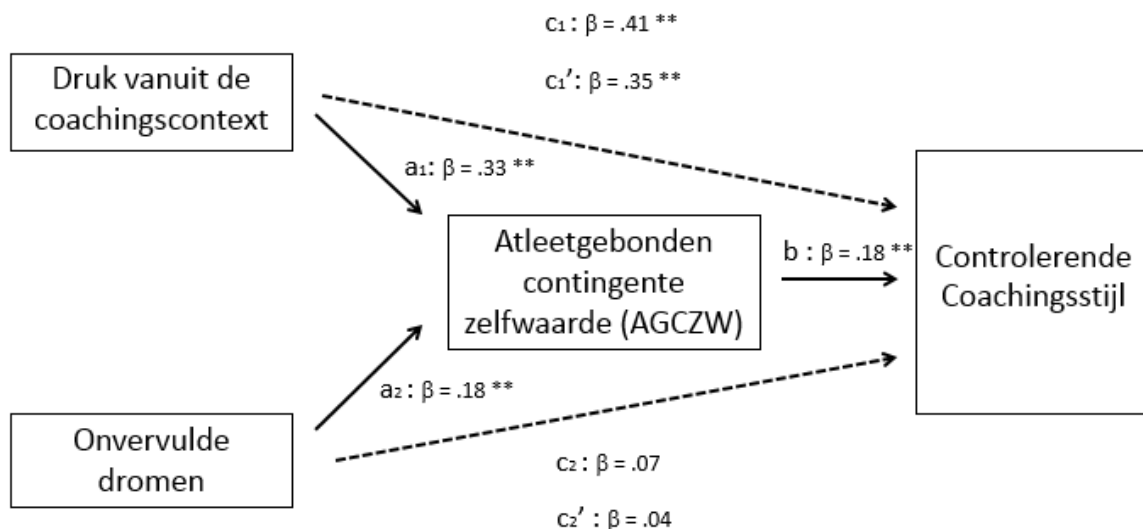 c₁ : β = .41 **
c₁’: β = .35 **
Druk vanuit de
coachingscontext
a₁: β = .33 **
Atleetgebonden
contingente
zelfwaarde (AGCZW)
b : β = .18 **
Controlerende
Coachingsstijl
a₂: β = .18 **
Onvervulde
dromen
c₂ : β = .07
c₂’ : β = .04